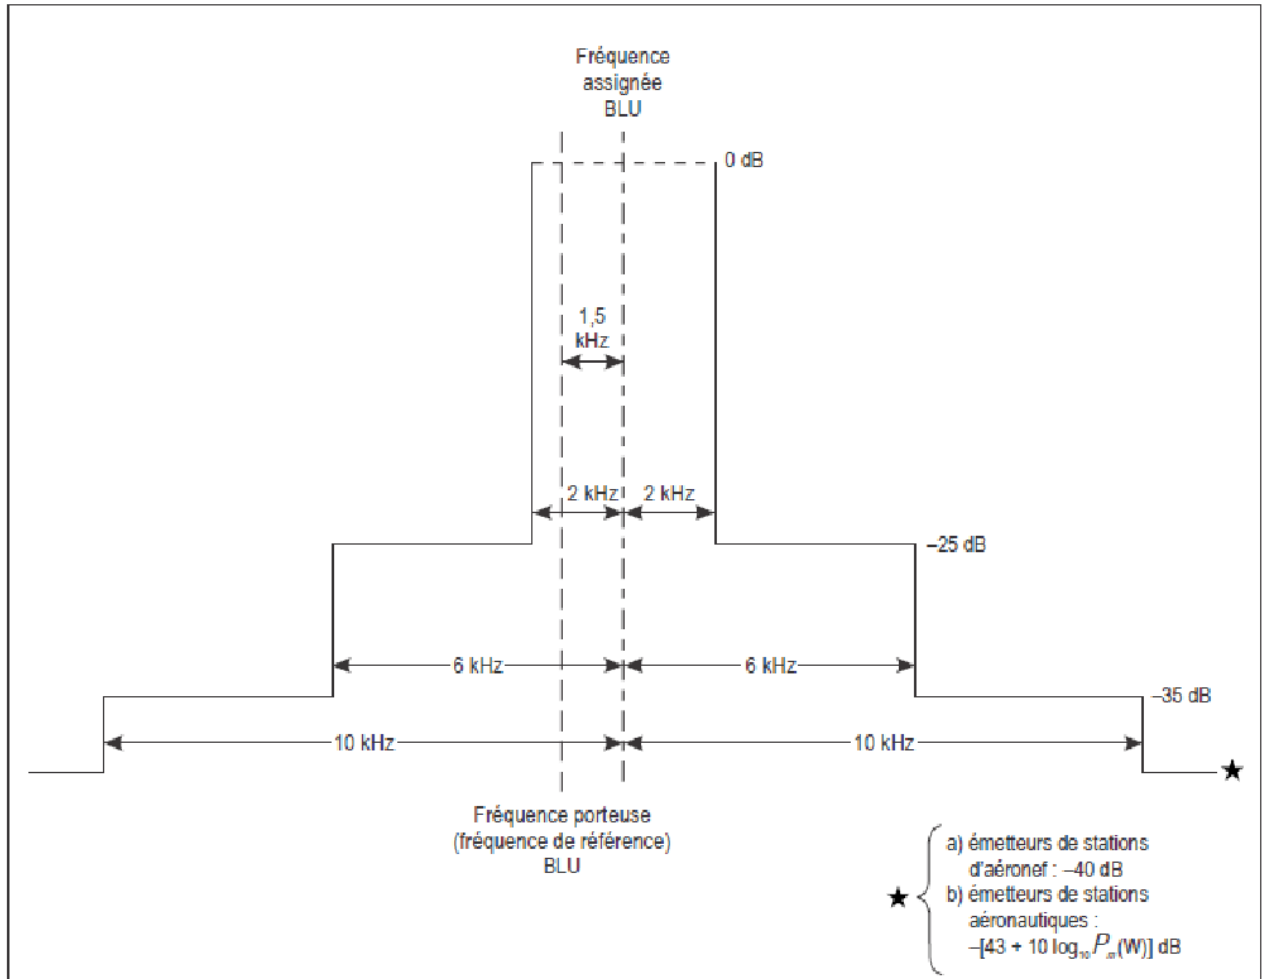 Fréquence
assignée
BLU
0 dB
1,5
kHz
2 kHz
2 kHz
–25 dB
6 kHz
6 kHz
–35 dB
10 kHz
10 kHz
★
Fréquence porteuse
(fréquence de référence)
BLU
a) émetteurs de stations
d'aéronef : –40 dB
★
b) émetteurs de stations
aéronautiques :
–[43 + 10 log₁₀ P (W)] dB